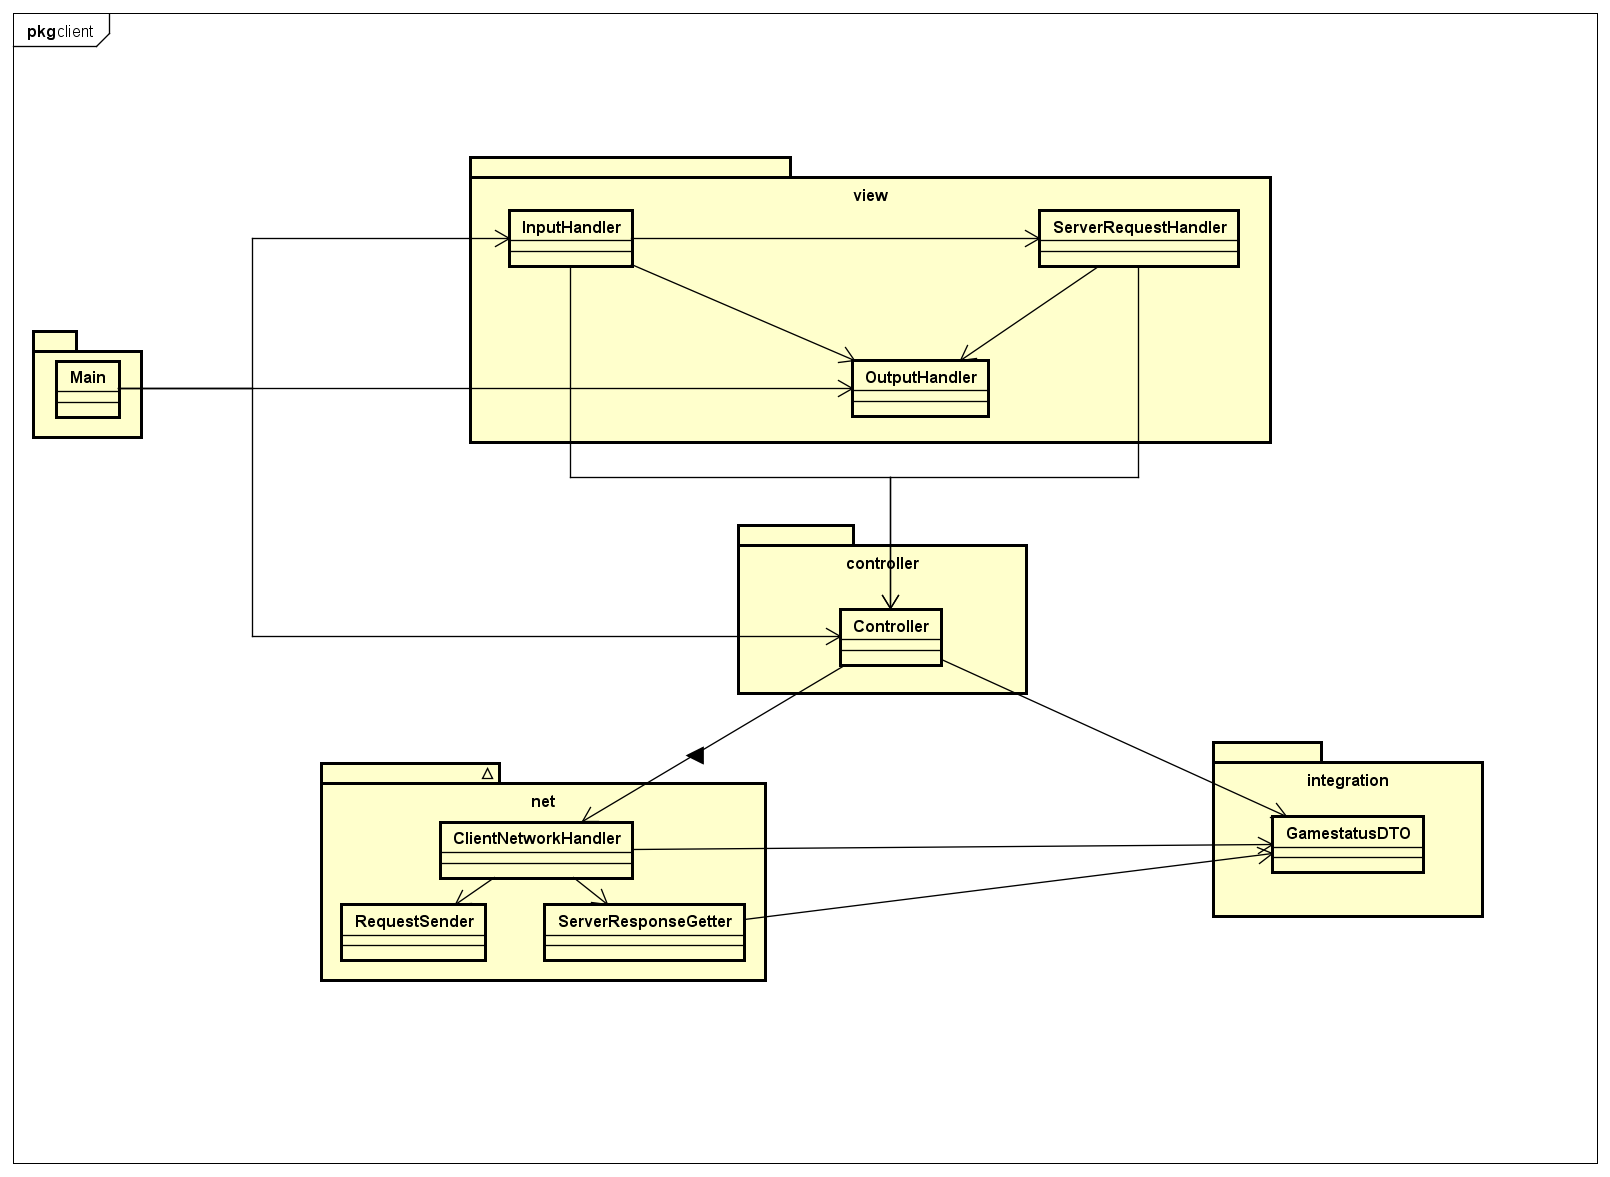 pkg client
view
InputHandler
ServerRequestHandler
Main
OutputHandler
controller
Controller
net
integration
ClientNetworkHandler
GamestatusDTO
RequestSender
ServerResponseGetter